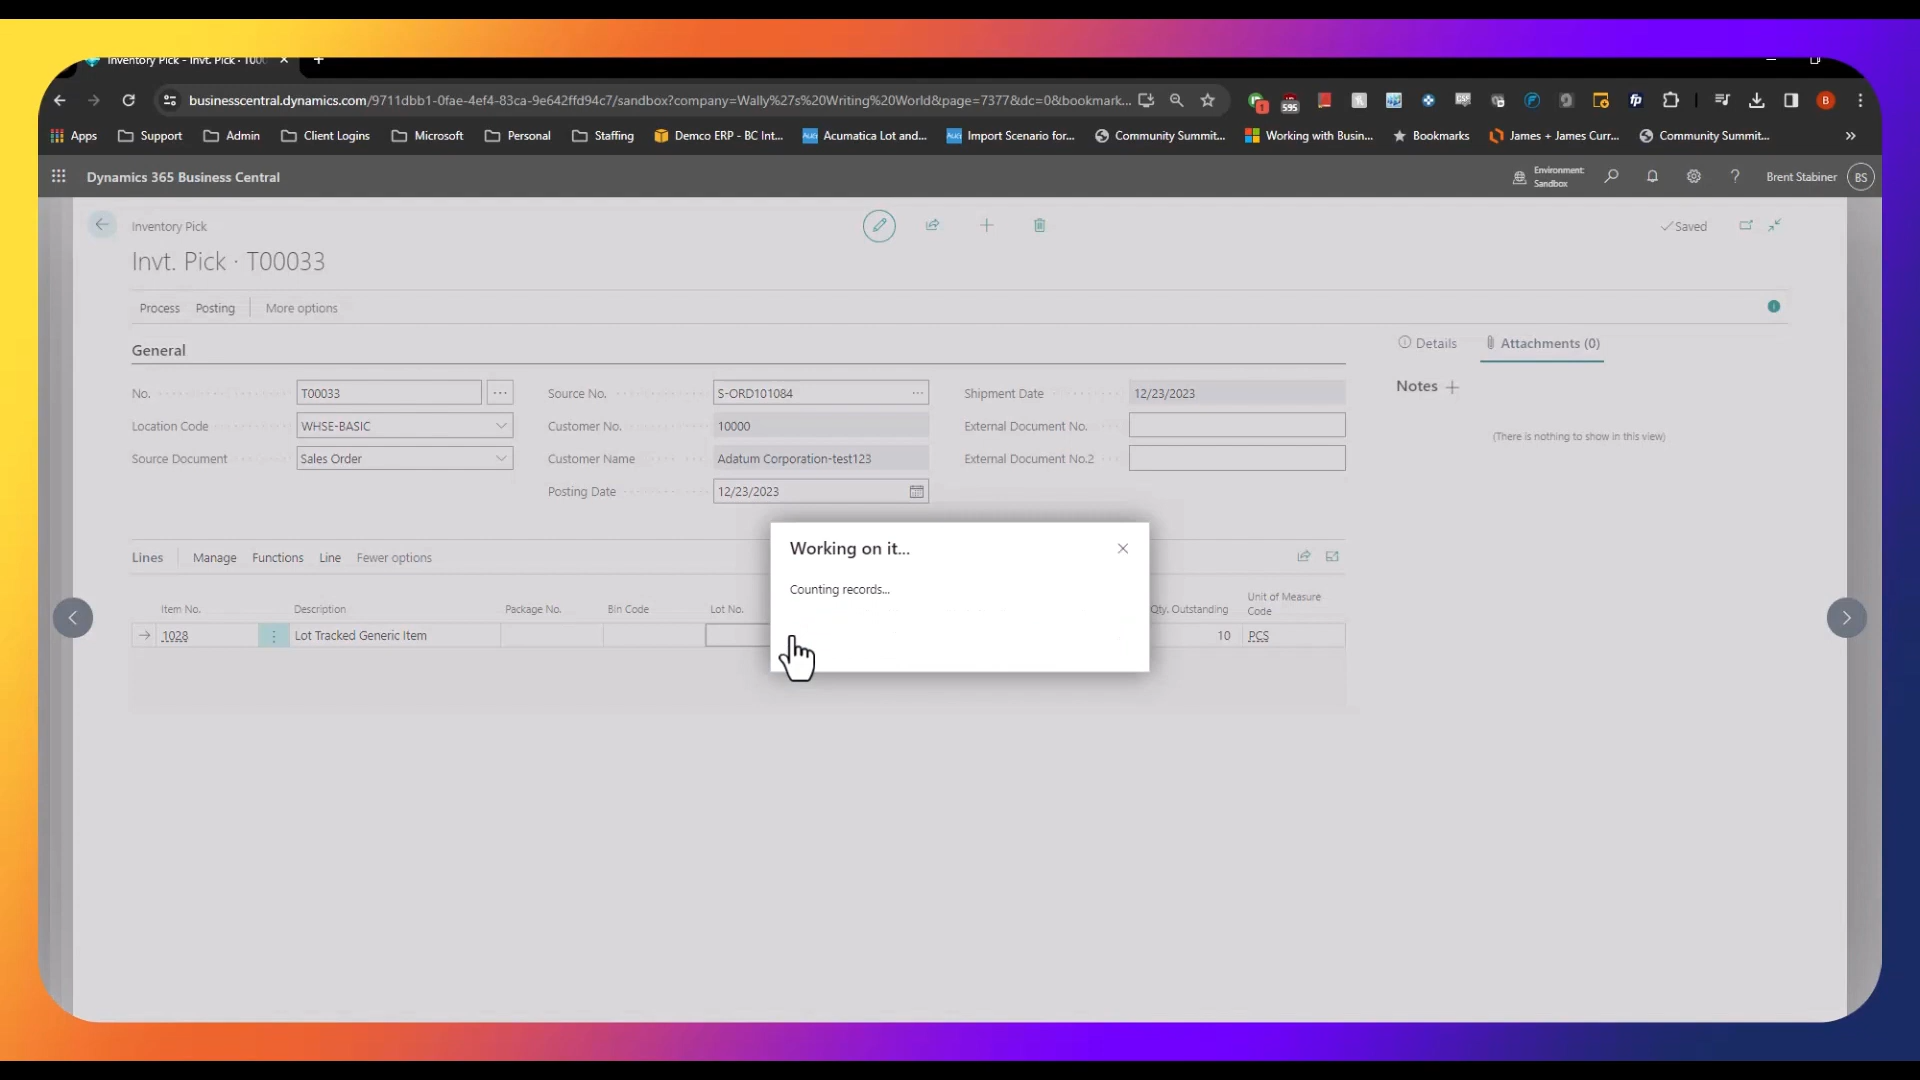 Inventory Pick - Invt. Pick · T000
businesscentral.dynamics.com/9711dbb1-0fae-4ef4-83ca-9e642ffd94c7/sandbox?company=Wally%27s%20Writing%20World&page=7377&dc=0&bookmark...
1
595
fp
B
Apps Support Admin Client Logins Microsoft Personal Staffing Demco ERP - BC Int... Acumatica Lot and... Import Scenario for... Community Summit... Working with Busin... Bookmarks James + James Curr... Community Summit... »
Dynamics 365 Business Central
Environment:
Sandbox
? Brent Stabiner BS
Inventory Pick
Saved
Invt. Pick · T00033
Process Posting More options
General
Details Attachments (0)
Notes
(There is nothing to show in this view)
No. T00033
Source No. S-ORD101084
Shipment Date 12/23/2023
Location Code WHSE-BASIC
Customer No. 10000
External Document No.
Source Document Sales Order
Customer Name Adatum Corporation-test123
External Document No.2
Posting Date 12/23/2023
Working on it...
Counting records...
Lines Manage Functions Line Fewer options
Item No. Description Package No. Bin Code Lot No. Qty. Outstanding Unit of Measure Code
1028 Lot Tracked Generic Item 10 PCS